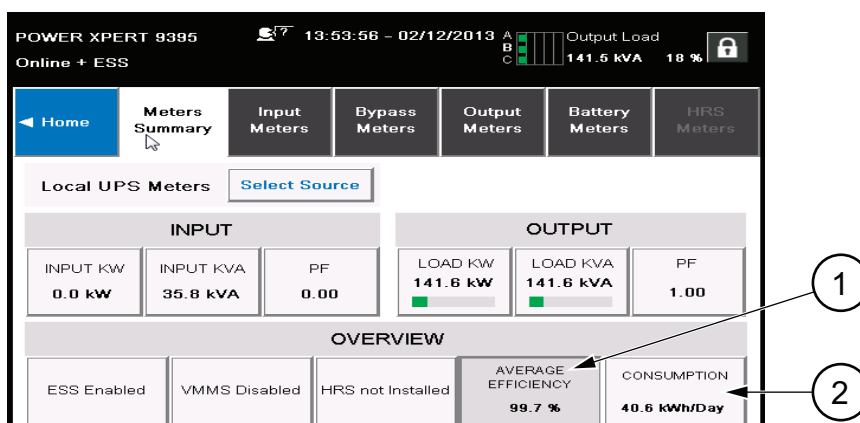 POWER XPERT 9395
13:53:56 - 02/12/2013
A
B
C
Output Load
Online + ESS
141.5 kVA 18 %
Home
Meters
Summary
Input
Meters
Bypass
Meters
Output
Meters
Battery
Meters
HRS
Meters
Local UPS Meters
Select Source
INPUT
OUTPUT
INPUT KW
0.0 kW
INPUT KVA
35.8 kVA
PF
0.00
LOAD KW
141.6 kW
LOAD KVA
141.6 kVA
PF
1.00
1
OVERVIEW
ESS Enabled
VMMS Disabled
HRS not Installed
AVERAGE
EFFICIENCY
99.7 %
CONSUMPTION
40.6 kWh/Day
2